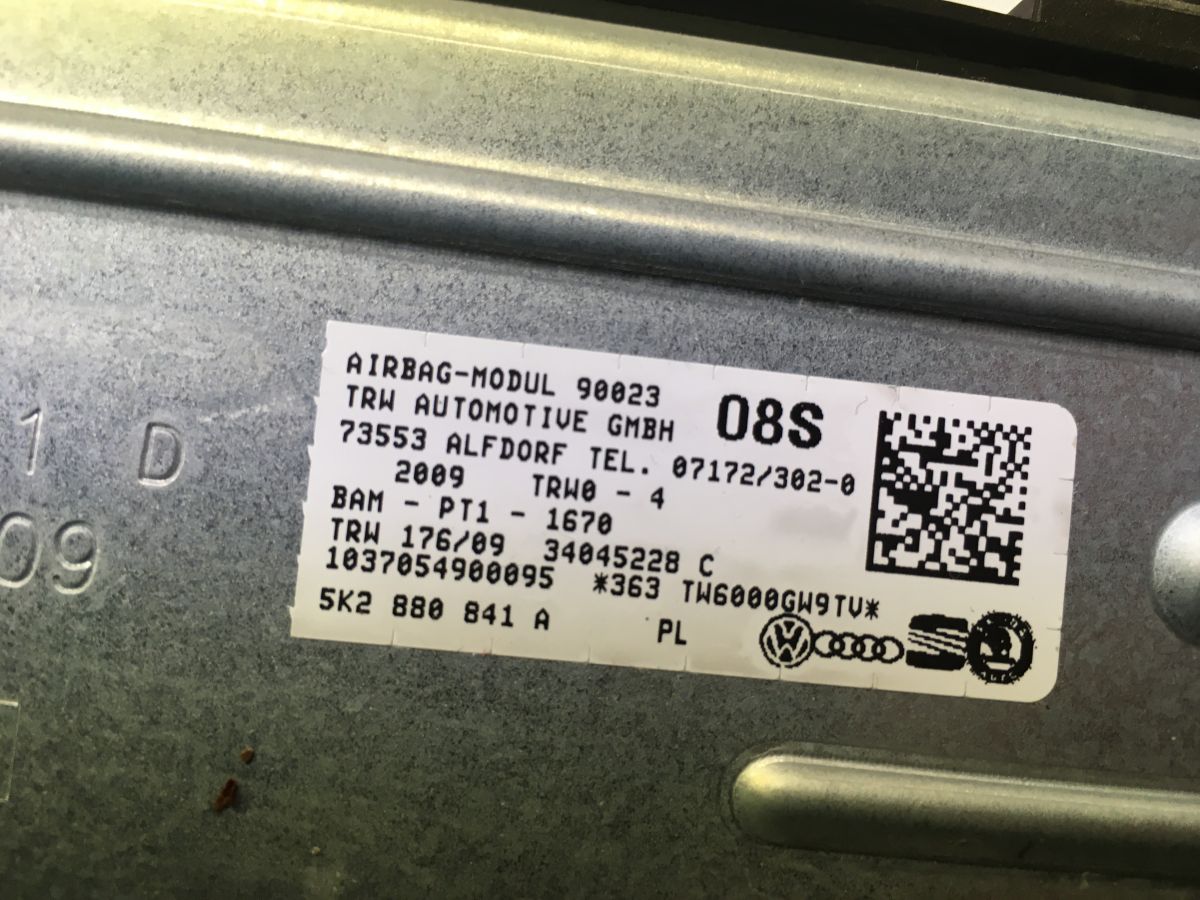 AIRBAG-MODUL 90023
TRW AUTOMOTIVE GMBH 08S
73553 ALFDORF TEL. 07172/302-0
2009 TRW0 - 4
BAM - PT1 - 1670
TRW 176/09 34045228 C
1037054900095 *363 TW6000GW9TV*
5K2 880 841 A PL
1 D
09